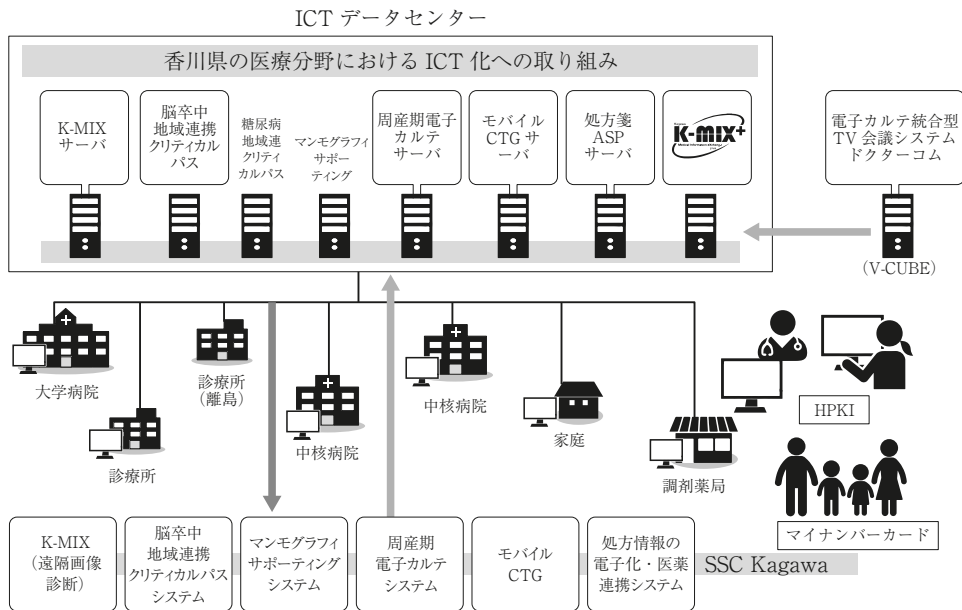 ICT データセンター
香川県の医療分野における ICT 化への取り組み
K-MIX
サーバ
脳卒中
地域連携
クリティカル
パス
糖尿病
地域連
クリティ
カルパス
マンモグラフィ
サポー
ティング
周産期電子
カルテ
サーバ
モバイル
CTG サ
ーバ
処方箋
ASP
サーバ
K-MIX+
電子カルテ統合型
TV 会議システム
ドクターコム
(V-CUBE)
大学病院
診療所
診療所
(離島)
中核病院
中核病院
家庭
調剤薬局
HPKI
マイナンバーカード
K-MIX
(遠隔画像
診断)
脳卒中
地域連携
クリティカルパス
システム
マンモグラフィ
サポーティング
システム
周産期
電子カルテ
システム
モバイル
CTG
処方情報の
電子化・医薬
連携システム
SSC Kagawa